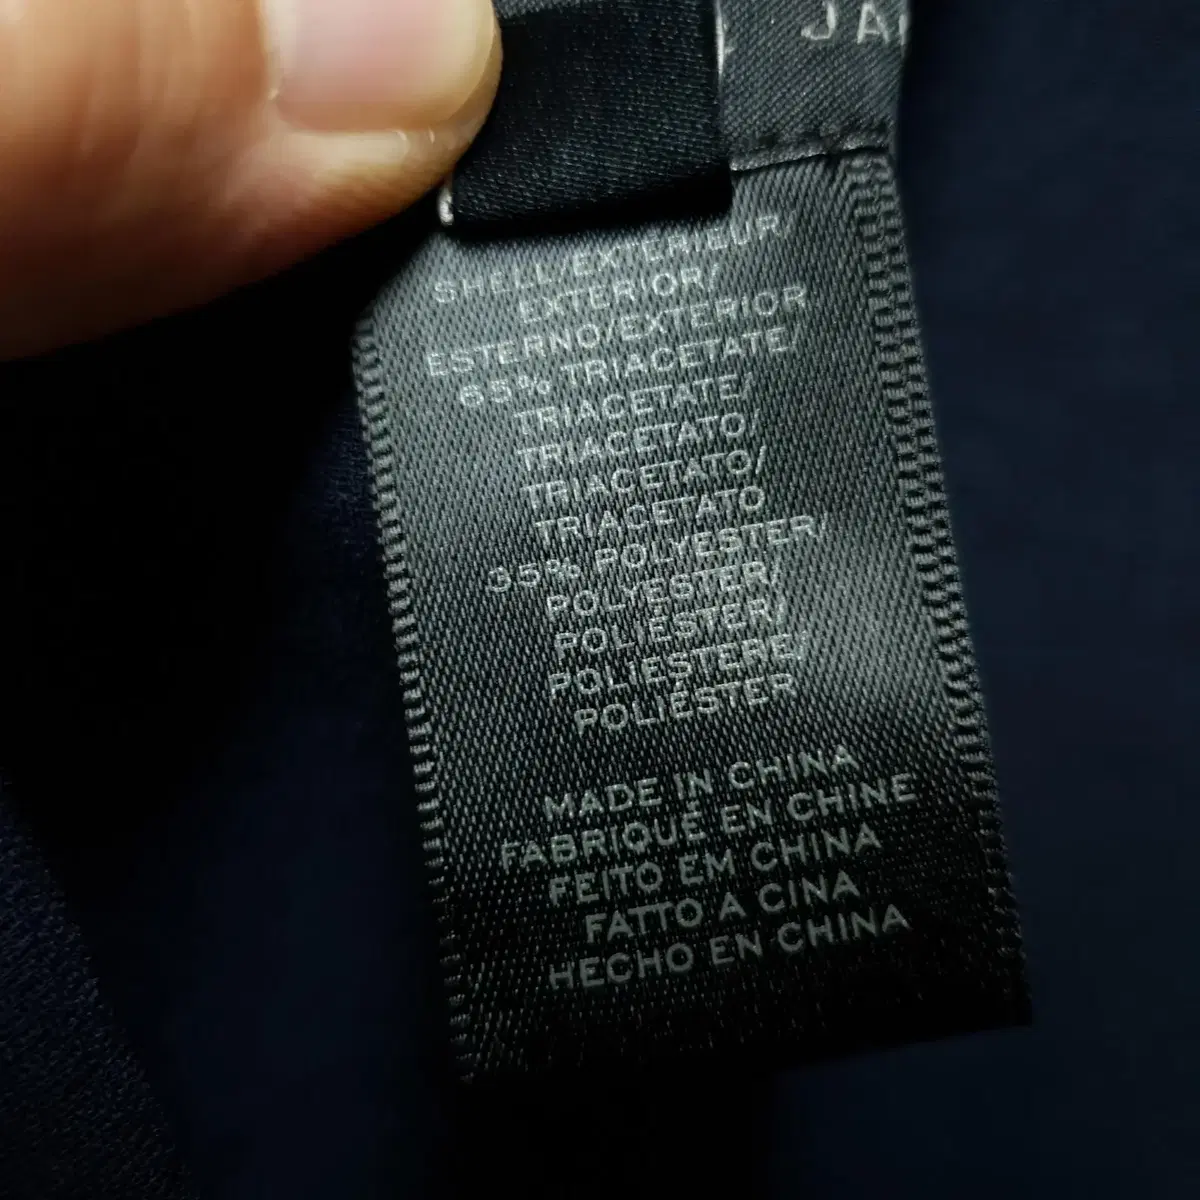 SHELL/EXTERIEUR/
EXTERIOR/
ESTERNO/EXTERIOR
65% TRIACETATE/
TRIACETATE/
TRIACETATO/
TRIACETATO/
TRIACETATO
35% POLYESTER/
POLYESTER/
POLIÉSTER/
POLIESTERE/
POLIÉSTER
MADE IN CHINA
FABRIQUÉ EN CHINE
FEITO EM CHINA
FATTO A CINA
HECHO EN CHINA